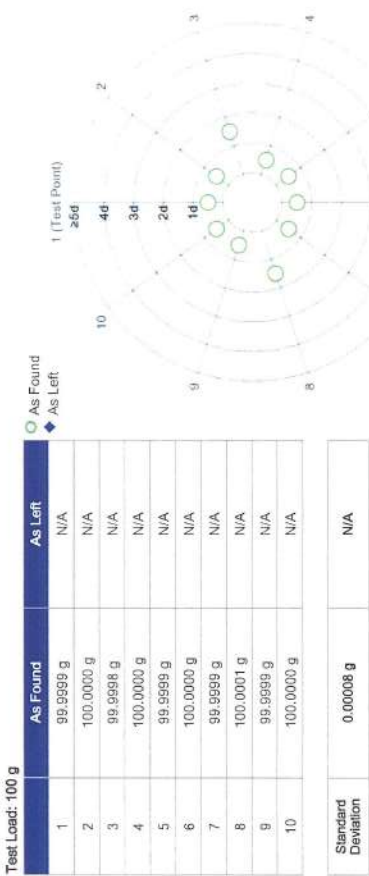 Test Load: 100 g
As Found As Left
1 99.9999 g N/A
2 100.0000 g N/A
3 99.9998 g N/A
4 100.0000 g N/A
5 99.9999 g N/A
6 100.0000 g N/A
7 99.9999 g N/A
8 100.0001 g N/A
9 99.9999 g N/A
10 100.0000 g N/A
Standard Deviation 0.00008 g N/A
As Found
As Left
1 (Test Point)
≥5d
4d
3d
2d
1d
2
3
4
8
9
10